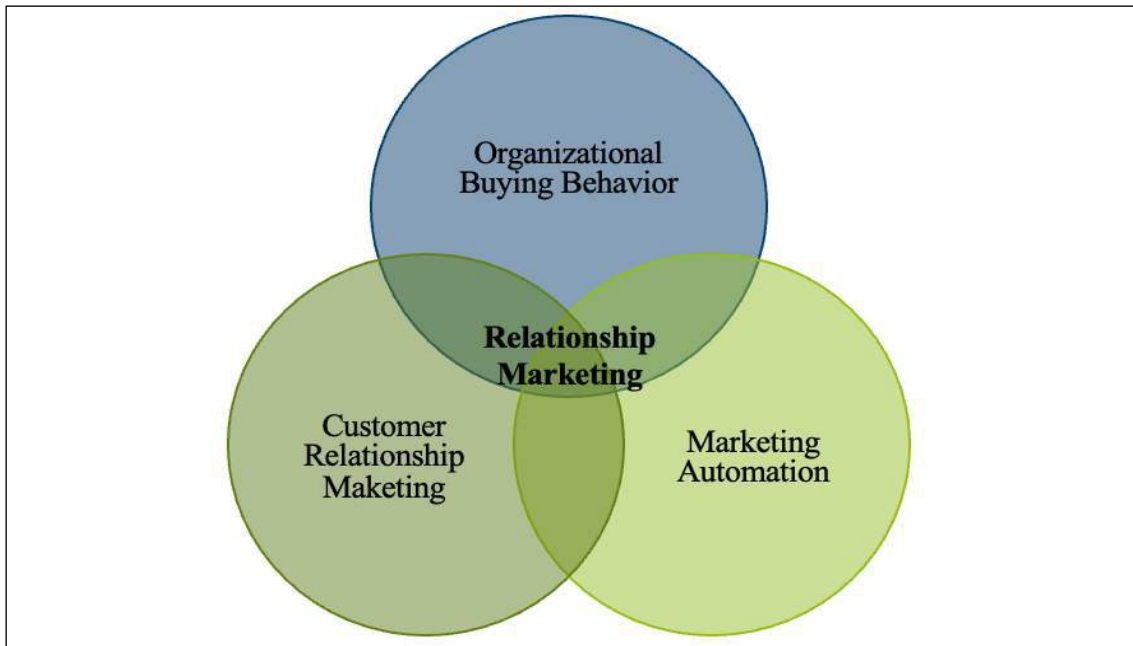 Organizational
Buying Behavior
Relationship
Marketing
Customer
Relationship
Maketing
Marketing
Automation